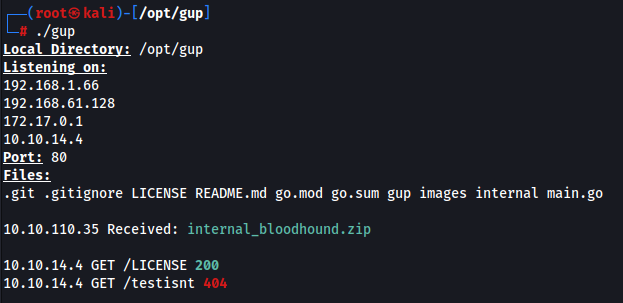 (root㉿kali)-[/opt/gup]
# ./gup
Local Directory: /opt/gup
Listening on:
192.168.1.66
192.168.61.128
172.17.0.1
10.10.14.4
Port: 80
Files:
.git .gitignore LICENSE README.md go.mod go.sum gup images internal main.go
10.10.110.35 Received: internal_bloodhound.zip
10.10.14.4 GET /LICENSE 200
10.10.14.4 GET /testisnt 404